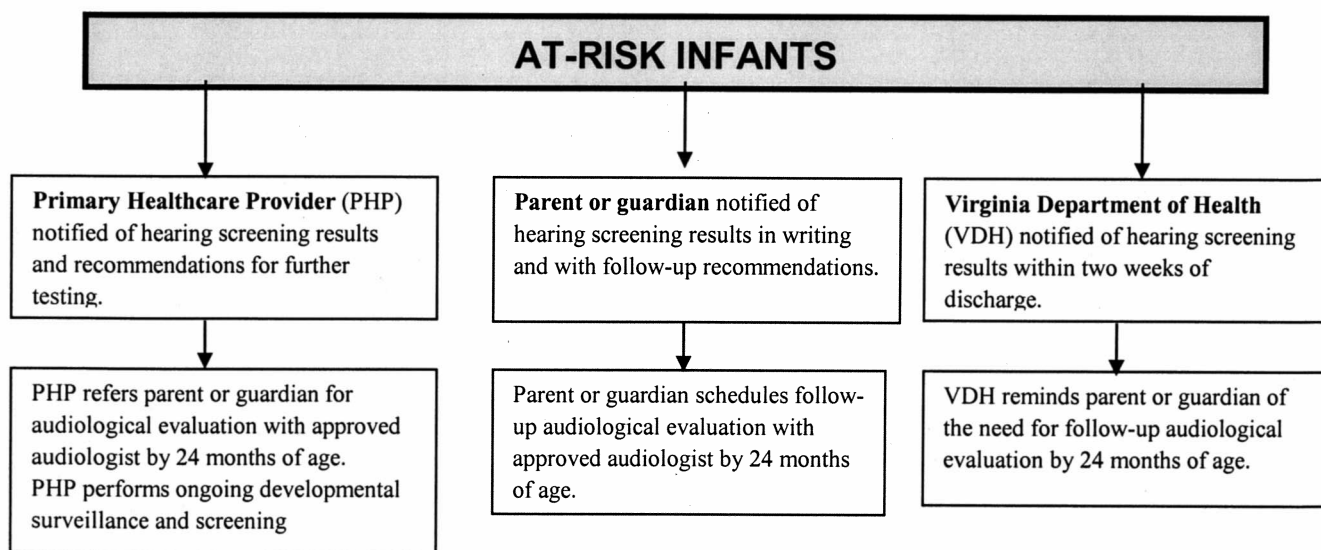 AT-RISK INFANTS
Primary Healthcare Provider (PHP)
notified of hearing screening results
and recommendations for further
testing.
Parent or guardian notified of
hearing screening results in writing
and with follow-up recommendations.
Virginia Department of Health
(VDH) notified of hearing screening
results within two weeks of
discharge.
PHP refers parent or guardian for
audiological evaluation with approved
audiologist by 24 months of age.
PHP performs ongoing developmental
surveillance and screening
Parent or guardian schedules follow-
up audiological evaluation with
approved audiologist by 24 months
of age.
VDH reminds parent or guardian of
the need for follow-up audiological
evaluation by 24 months of age.